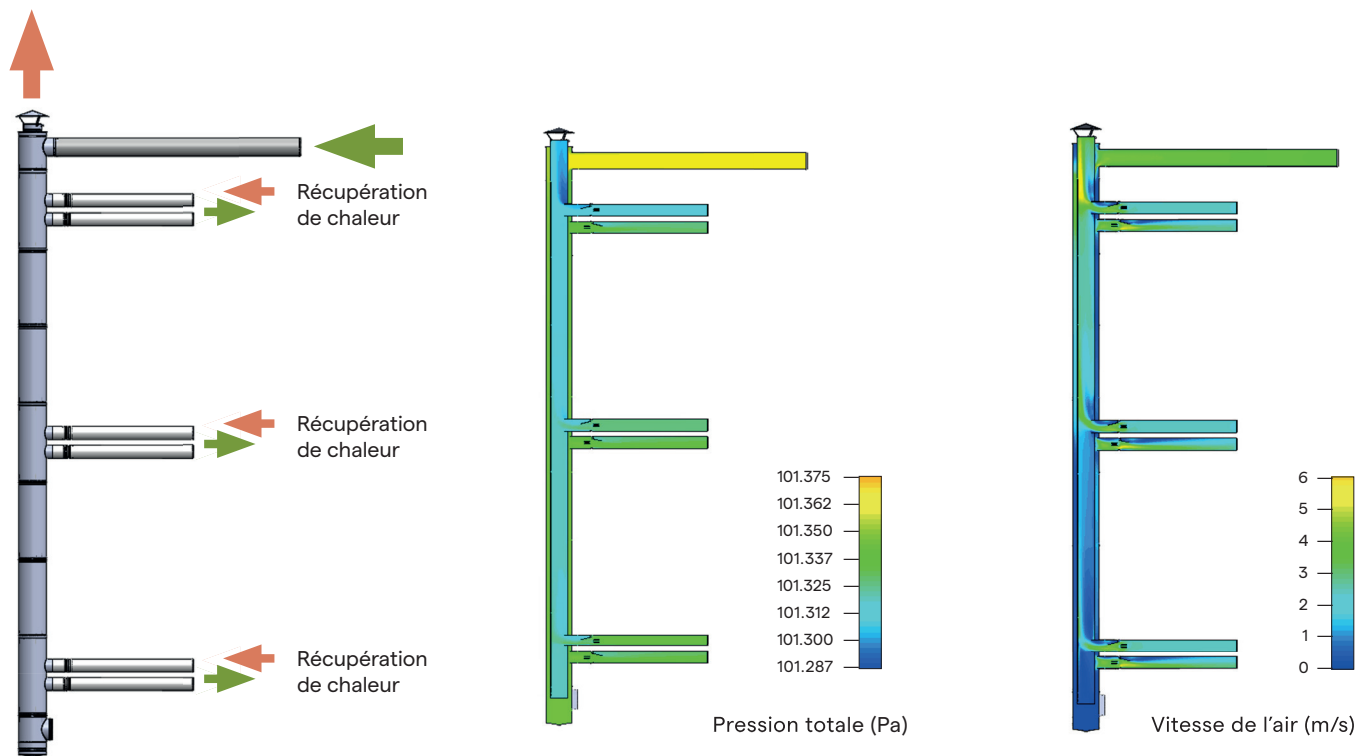 Récupération
de chaleur
Récupération
de chaleur
Récupération
de chaleur
101.375
101.362
101.350
101.337
101.325
101.312
101.300
101.287
Pression totale (Pa)
6
5
4
3
2
1
0
Vitesse de l'air (m/s)